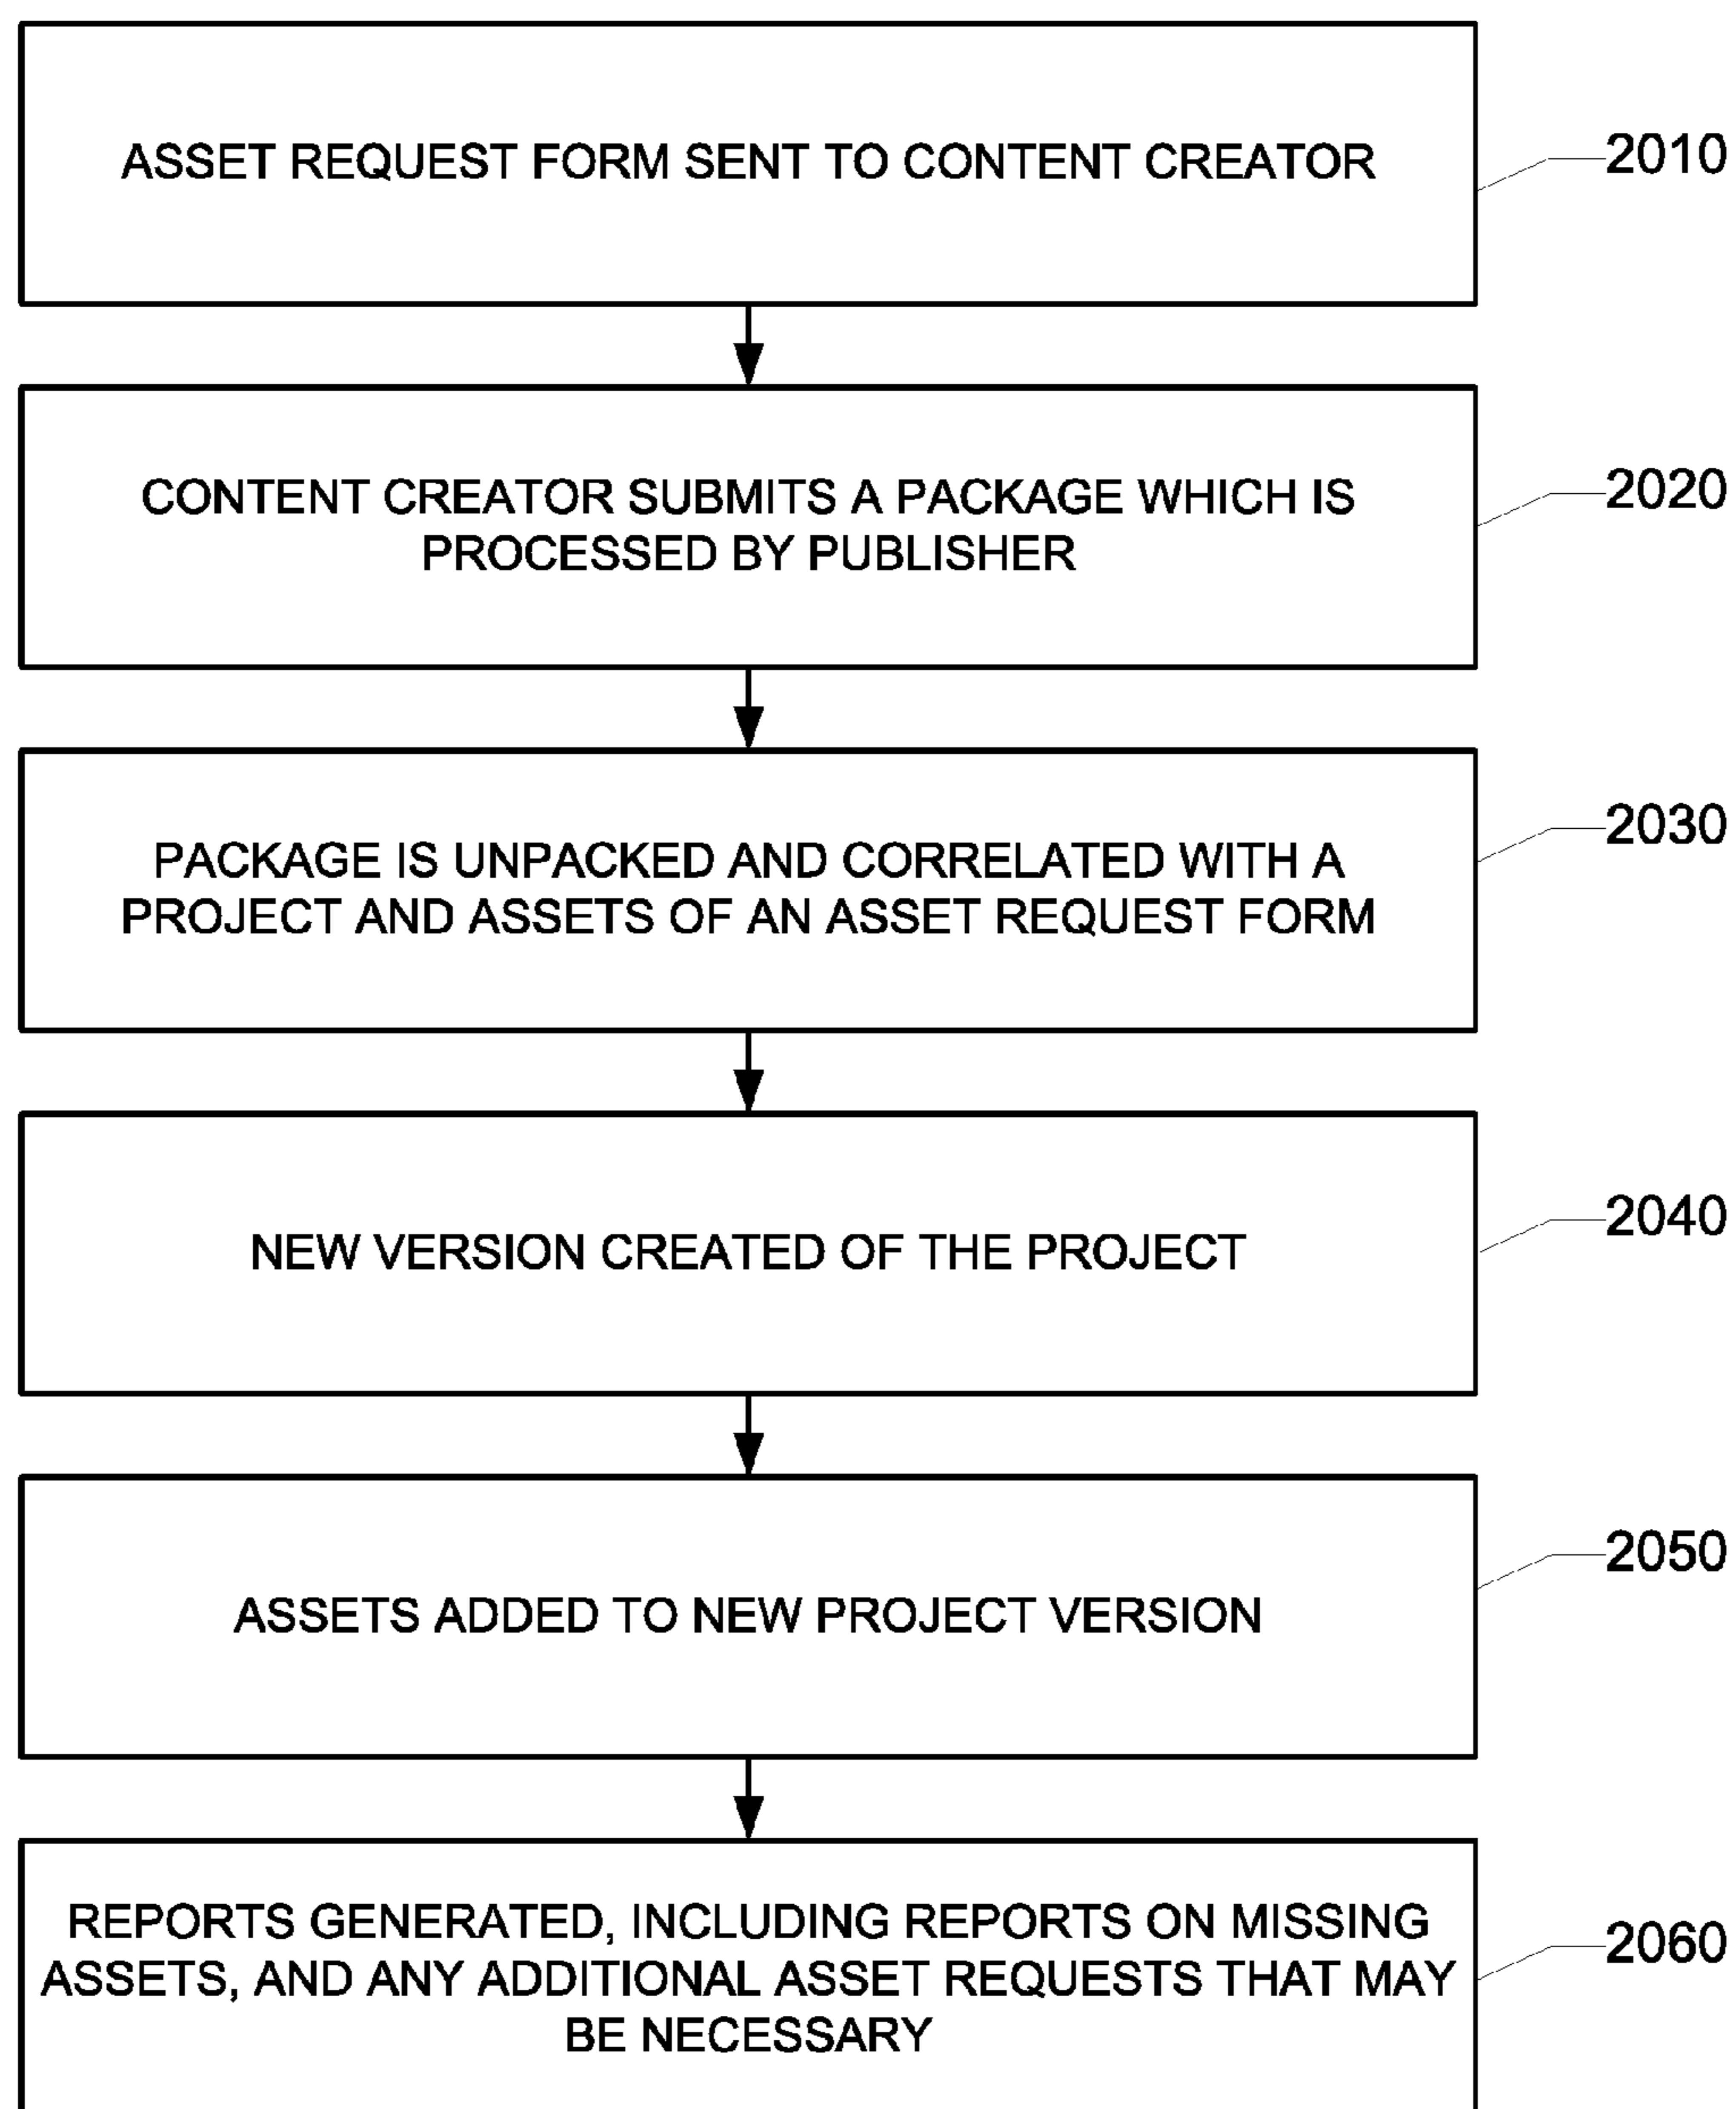 ASSET REQUEST FORM SENT TO CONTENT CREATOR
2010
CONTENT CREATOR SUBMITS A PACKAGE WHICH IS
PROCESSED BY PUBLISHER
2020
PACKAGE IS UNPACKED AND CORRELATED WITH A
PROJECT AND ASSETS OF AN ASSET REQUEST FORM
2030
NEW VERSION CREATED OF THE PROJECT
2040
ASSETS ADDED TO NEW PROJECT VERSION
2050
REPORTS GENERATED, INCLUDING REPORTS ON MISSING
ASSETS, AND ANY ADDITIONAL ASSET REQUESTS THAT MAY
BE NECESSARY
2060